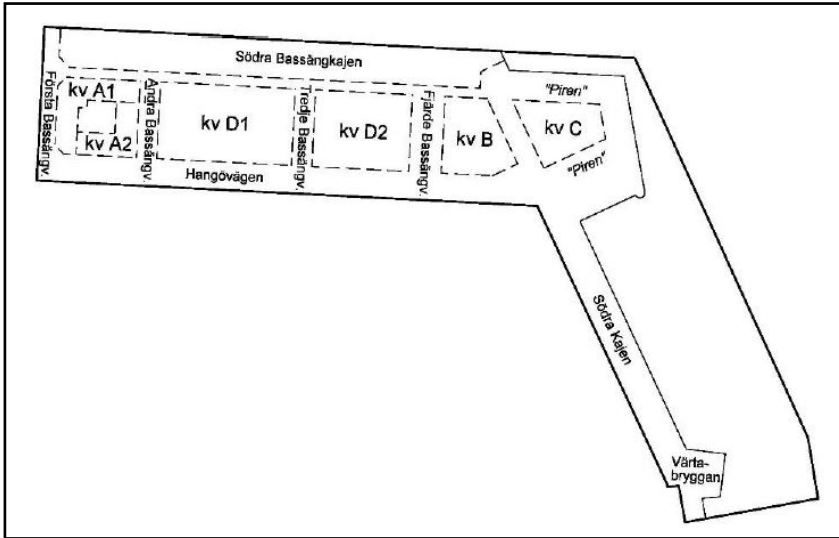 Södra Bassängkajen
"Piren"
Första Bassängv.
kv A1
kv A2
Andra Bassängv.
kv D1
Tredje Bassängv.
kv D2
Fjärde Bassängv.
kv B
kv C
"Piren"
Hangövägen
Södra Kajen
Värta-
bryggan